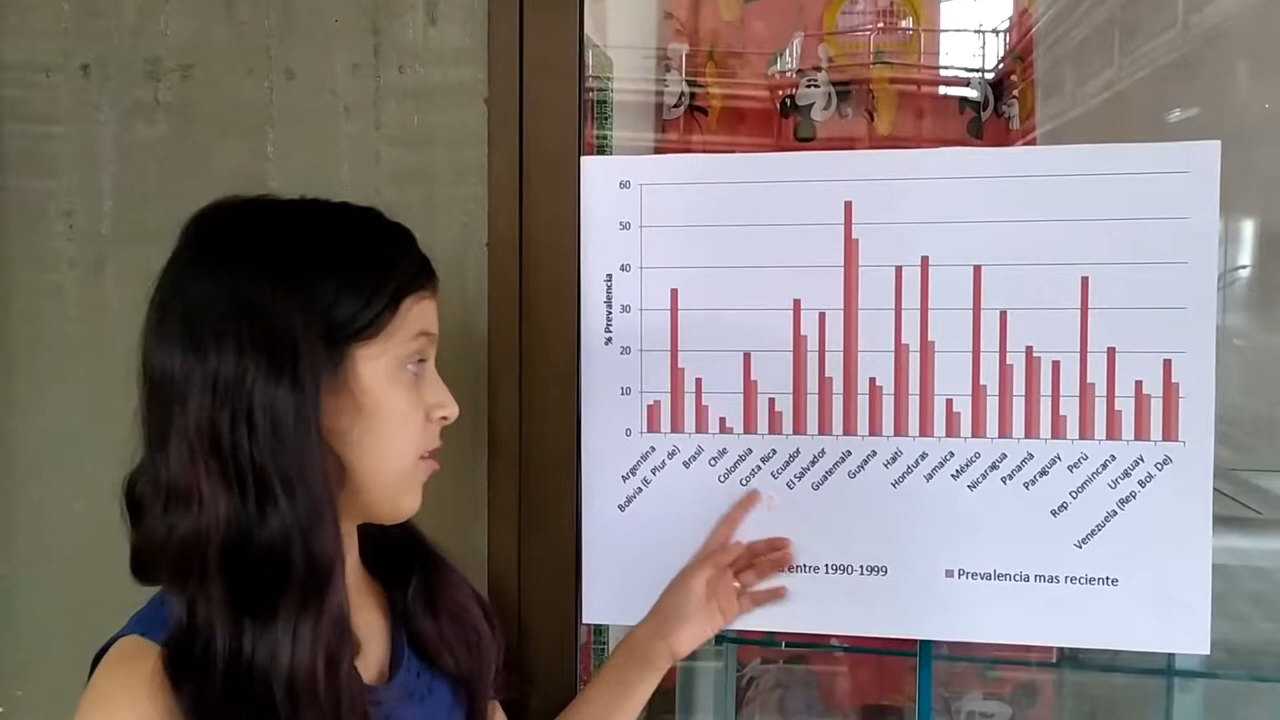 60
50
40
30
20
10
0
% Prevalencia
Argentina
Bolivia (E. Plur de)
Brasil
Chile
Colombia
Costa Rica
Ecuador
El Salvador
Guatemala
Guyana
Haití
Honduras
Jamaica
México
Nicaragua
Panamá
Paraguay
Perú
Rep. Domincana
Uruguay
Venezuela (Rep. Bol. De)
entre 1990-1999
Prevalencia mas reciente